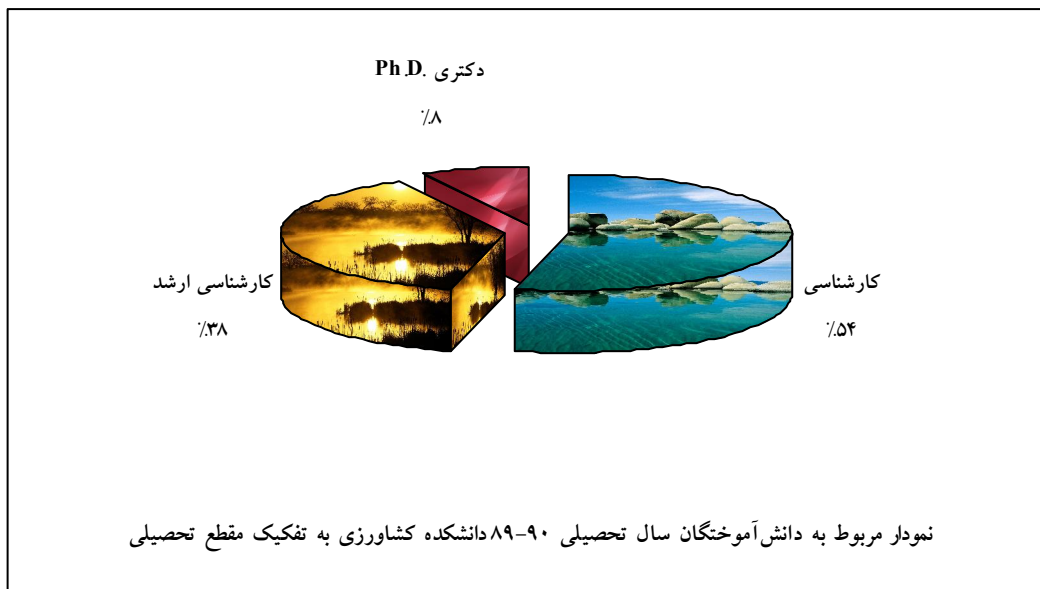 دکتری Ph.D.
٪۸
کارشناسی ارشد
٪۳۸
کارشناسی
٪۵۴
نمودار مربوط به دانش‌آموختگان سال تحصیلی ۹۰-۸۹ دانشکده کشاورزی به تفکیک مقطع تحصیلی